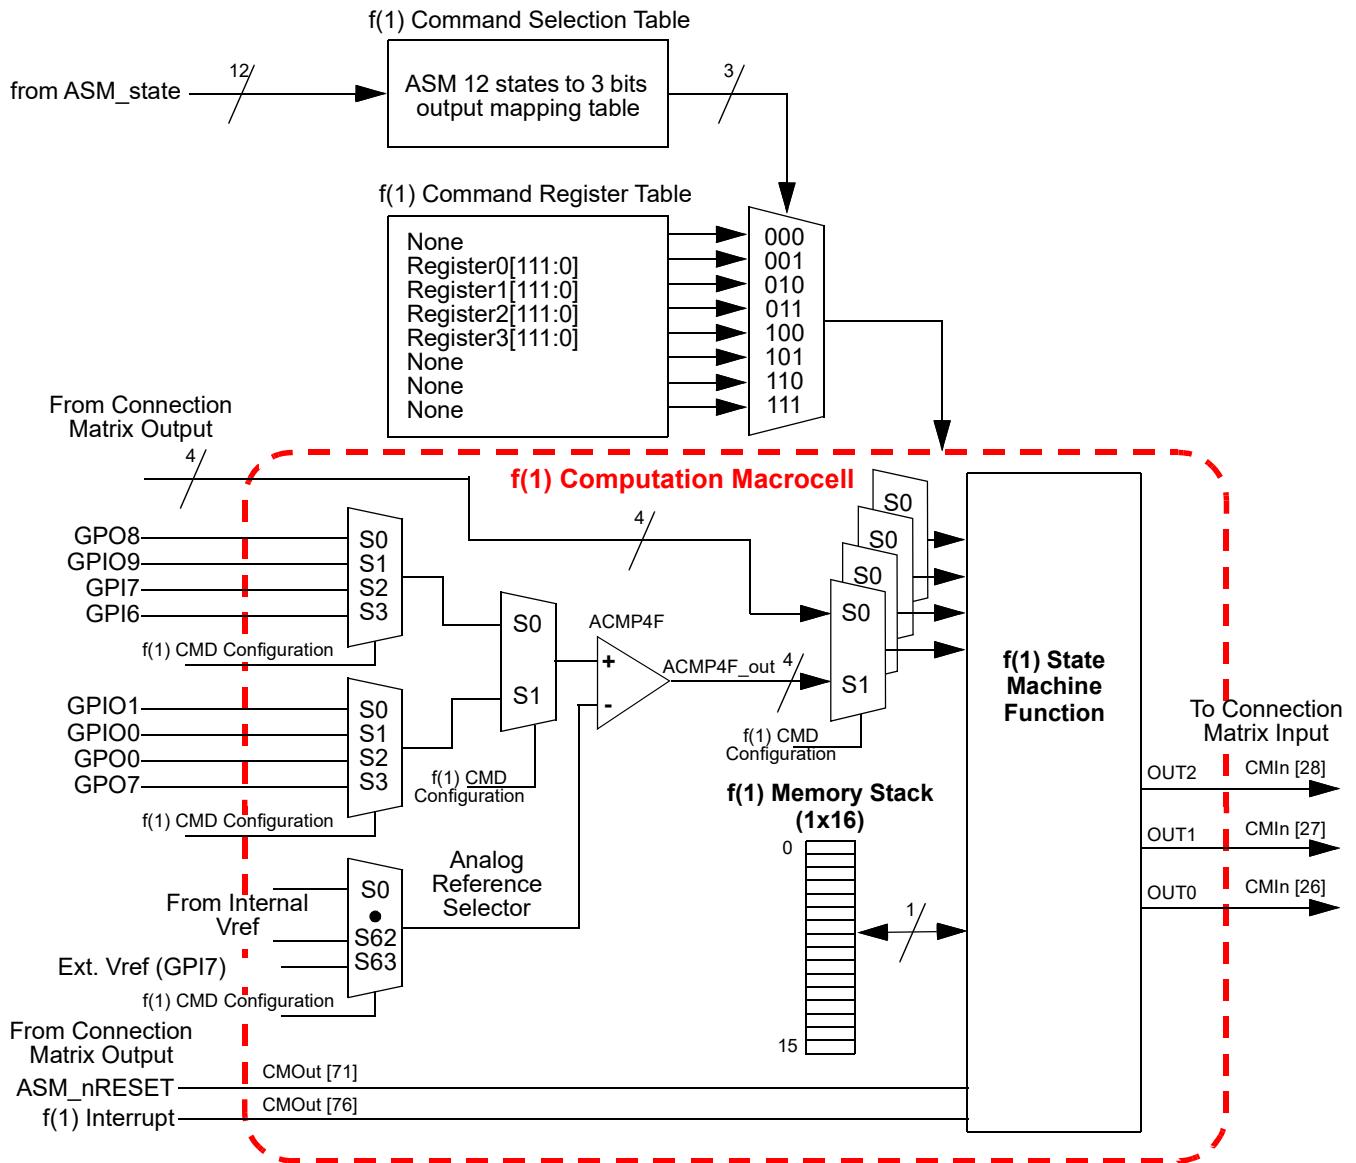 f(1) Command Selection Table
12
3
from ASM_state
ASM 12 states to 3 bits
output mapping table
f(1) Command Register Table
None
Register0[111:0]
Register1[111:0]
Register2[111:0]
Register3[111:0]
None
None
None
000
001
010
011
100
101
110
111
From Connection
Matrix Output
4
f(1) Computation Macrocell
4
GPO8
GPIO9
GPI7
GPI6
S0
S1
S2
S3
f(1) CMD Configuration
GPIO1
GPIO0
GPO0
GPO7
S0
S1
S2
S3
f(1) CMD Configuration
S0
S1
f(1) CMD
Configuration
ACMP4F
+
-
ACMP4F_out
4
S0
S0
S0
S0
S1
f(1) CMD
Configuration
f(1) State
Machine
Function
From Internal
Vref
Ext. Vref (GPI7)
S0
S62
S63
f(1) CMD Configuration
Analog
Reference
Selector
f(1) Memory Stack
(1x16)
0
15
1
To Connection
Matrix Input
OUT2
CMIn [28]
OUT1
CMIn [27]
OUT0
CMIn [26]
From Connection
Matrix Output
ASM_nRESET
CMOut [71]
f(1) Interrupt
CMOut [76]